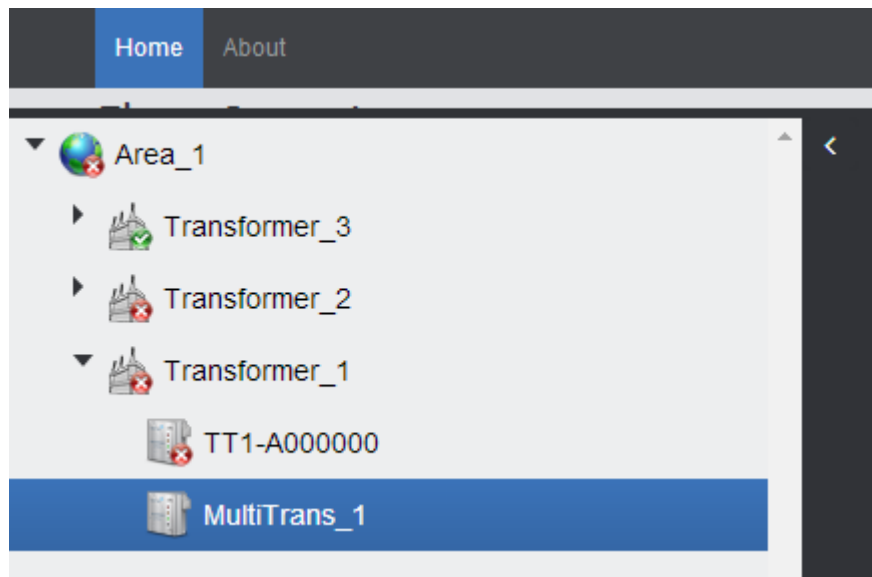 Home About
Area_1
Transformer_3
Transformer_2
Transformer_1
TT1-A000000
MultiTrans_1